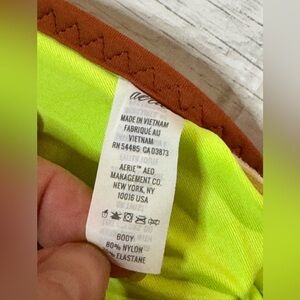 aerie
MADE IN VIETNAM
FABRIQUÉ AU
VIETNAM
RN 54485 CA 03873
AERIE™ AEO
MANAGEMENT CO.
NEW YORK, NY
10016 USA
BODY
80% NYLON
% ELASTANE